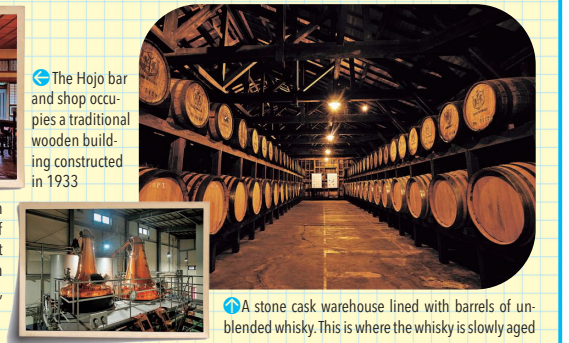 The Hojo bar
and shop occu-
pies a traditional
wooden build-
ing constructed
in 1933
A stone cask warehouse lined with barrels of un-
blended whisky. This is where the whisky is slowly aged